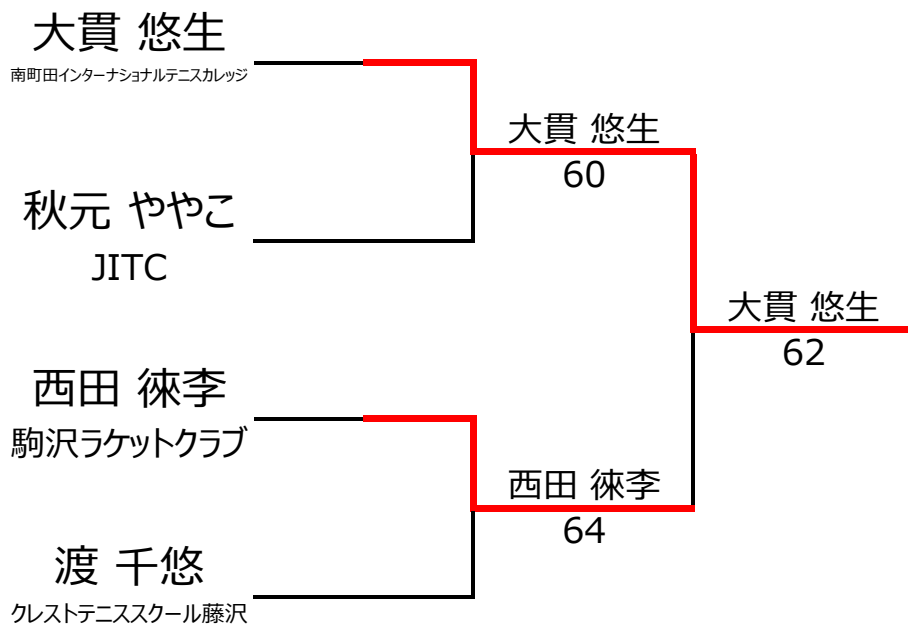 大貫 悠生
南町田インターナショナルテニスカレッジ
大貫 悠生
60
秋元 ややこ
JITC
大貫 悠生
62
西田 徠李
駒沢ラケットクラブ
西田 徠李
64
渡 千悠
クレストテニススクール藤沢